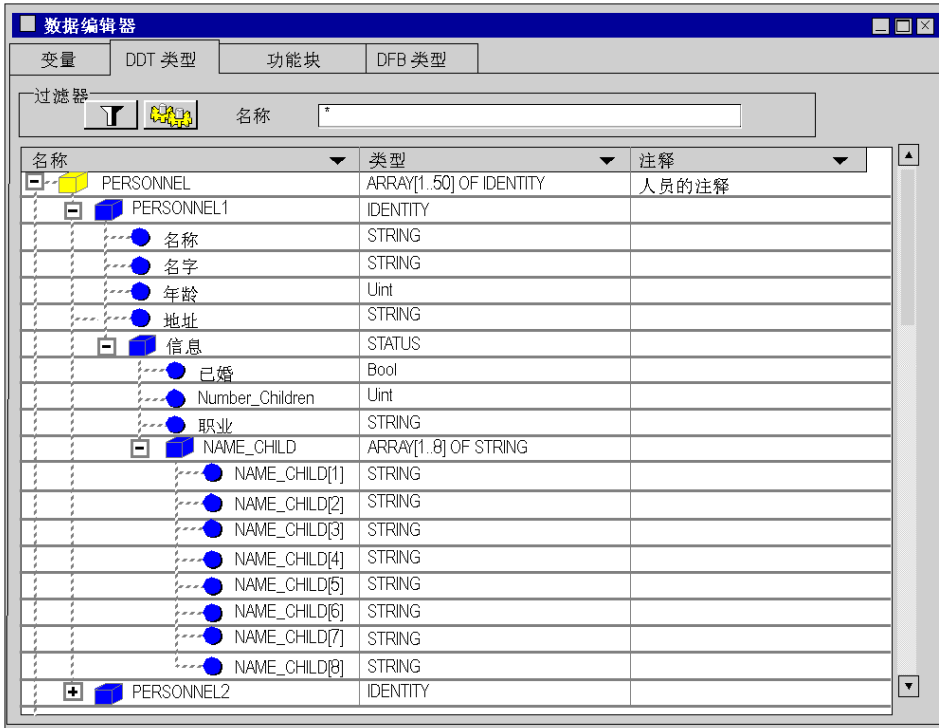 数据编辑器
变量 DDT 类型 功能块 DFB 类型
过滤器
名称 *
名称 类型 注释
PERSONNEL ARRAY[1..50] OF IDENTITY 人员的注释
PERSONNEL1 IDENTITY
名称 STRING
名字 STRING
年龄 Uint
地址 STRING
信息 STATUS
已婚 Bool
Number_Children Uint
职业 STRING
NAME_CHILD ARRAY[1..8] OF STRING
NAME_CHILD[1] STRING
NAME_CHILD[2] STRING
NAME_CHILD[3] STRING
NAME_CHILD[4] STRING
NAME_CHILD[5] STRING
NAME_CHILD[6] STRING
NAME_CHILD[7] STRING
NAME_CHILD[8] STRING
PERSONNEL2 IDENTITY